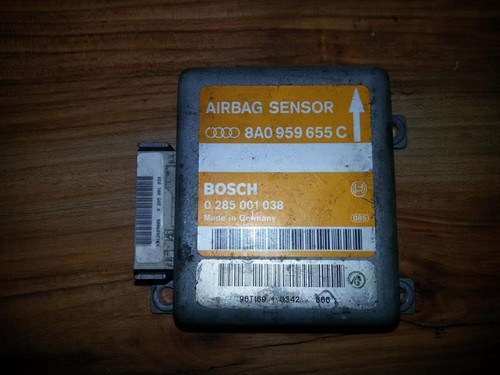 AIRBAG SENSOR
8A0 959 655 C
BOSCH
0 285 001 038
Made in Germany